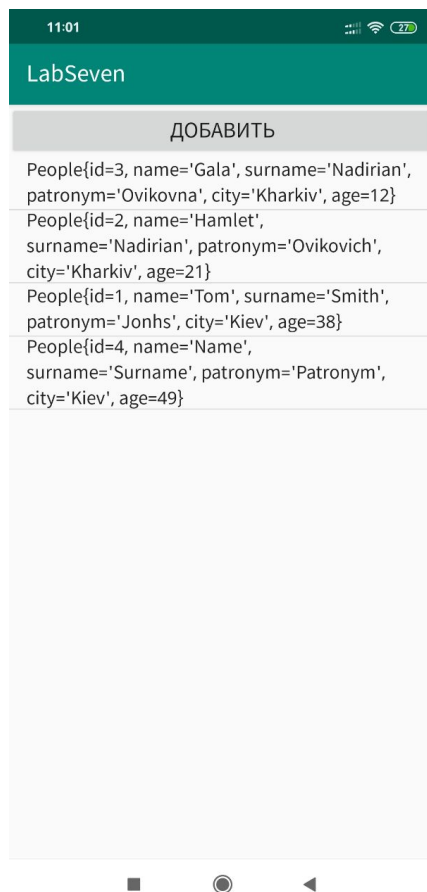 11:01
27
LabSeven
ДОБАВИТЬ
People{id=3, name='Gala', surname='Nadirian',
patronym='Ovikovna', city='Kharkiv', age=12}
People{id=2, name='Hamlet',
surname='Nadirian', patronym='Ovikovich',
city='Kharkiv', age=21}
People{id=1, name='Tom', surname='Smith',
patronym='Jonhs', city='Kiev', age=38}
People{id=4, name='Name',
surname='Surname', patronym='Patronym',
city='Kiev', age=49}